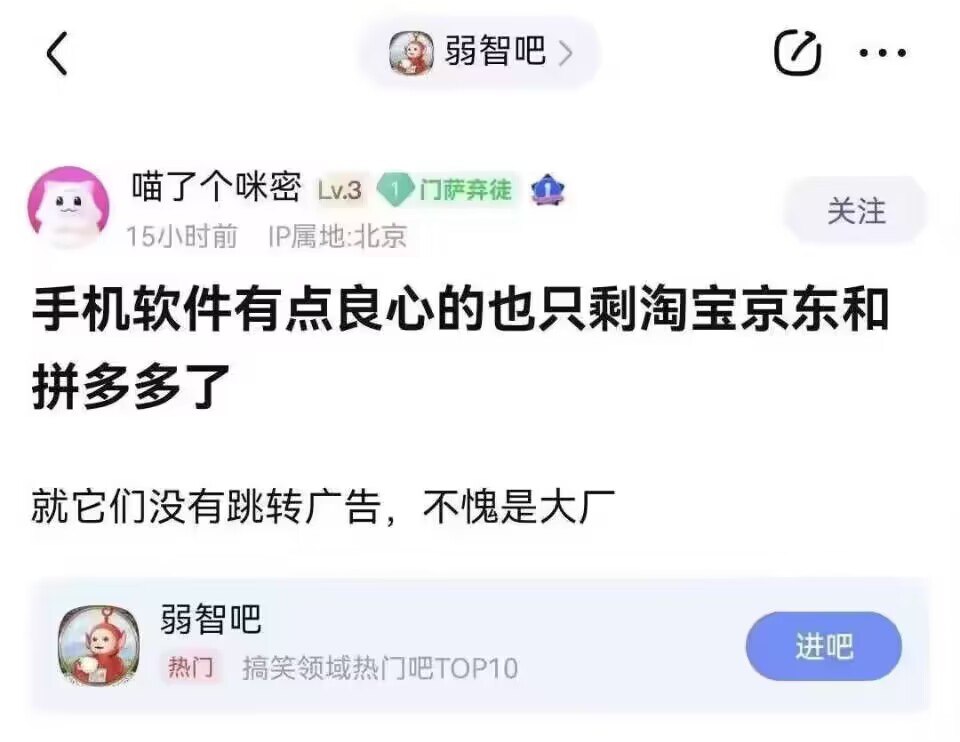 弱智吧
喵了个咪密 Lv.3 1 门萨弃徒 1
15小时前 IP属地:北京
关注
手机软件有点良心的也只剩淘宝京东和
拼多多了
就它们没有跳转广告，不愧是大厂
弱智吧
热门 搞笑领域热门吧TOP10
进吧